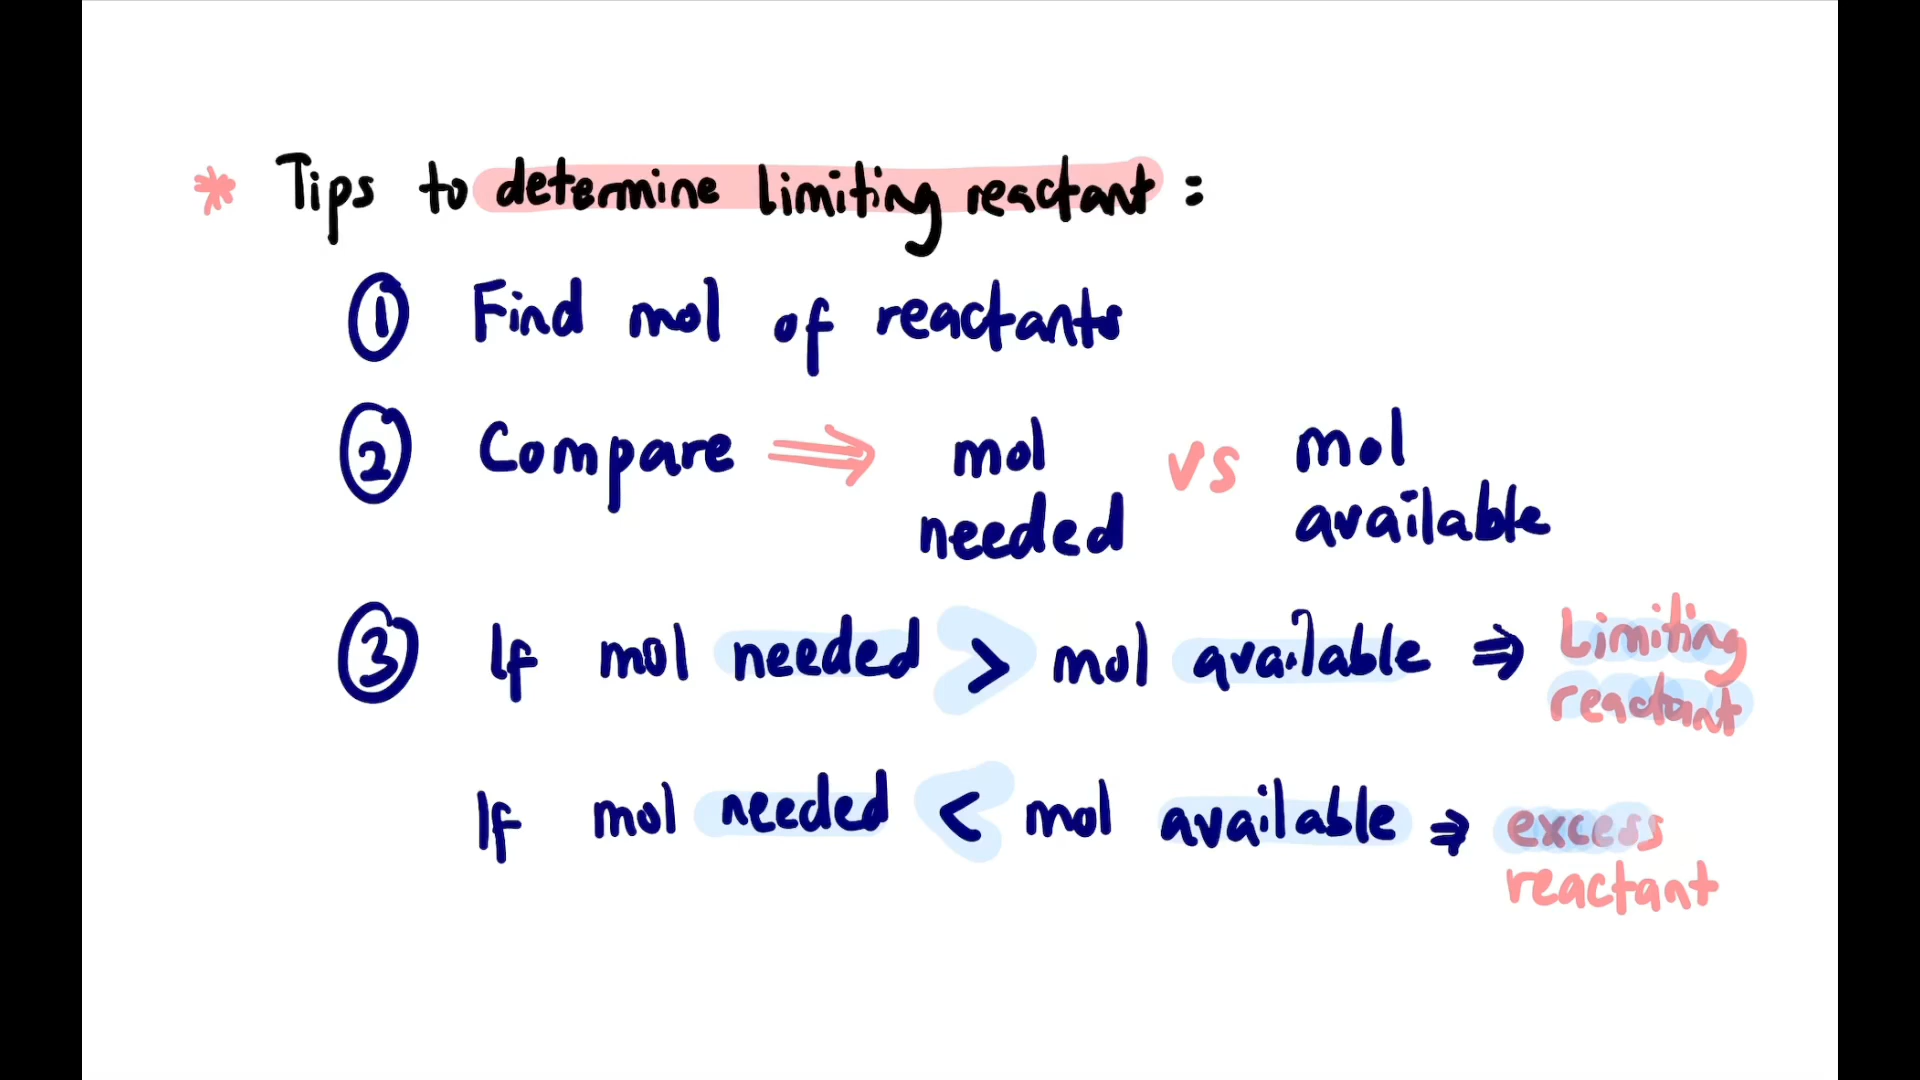 * Tips to determine limiting reactant :
① Find mol of reactants
② Compare ⇒ mol needed vs mol available
③ If mol needed > mol available ⇒ Limiting reactant
If mol needed < mol available ⇒ excess reactant